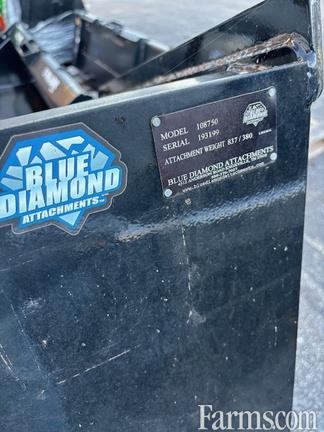 BLUE
DIAMOND
ATTACHMENTS
MODEL 108750
SERIAL 193199
ATTACHMENT WEIGHT 837 / 380
BLUE DIAMOND ATTACHMENTS
Farms.com